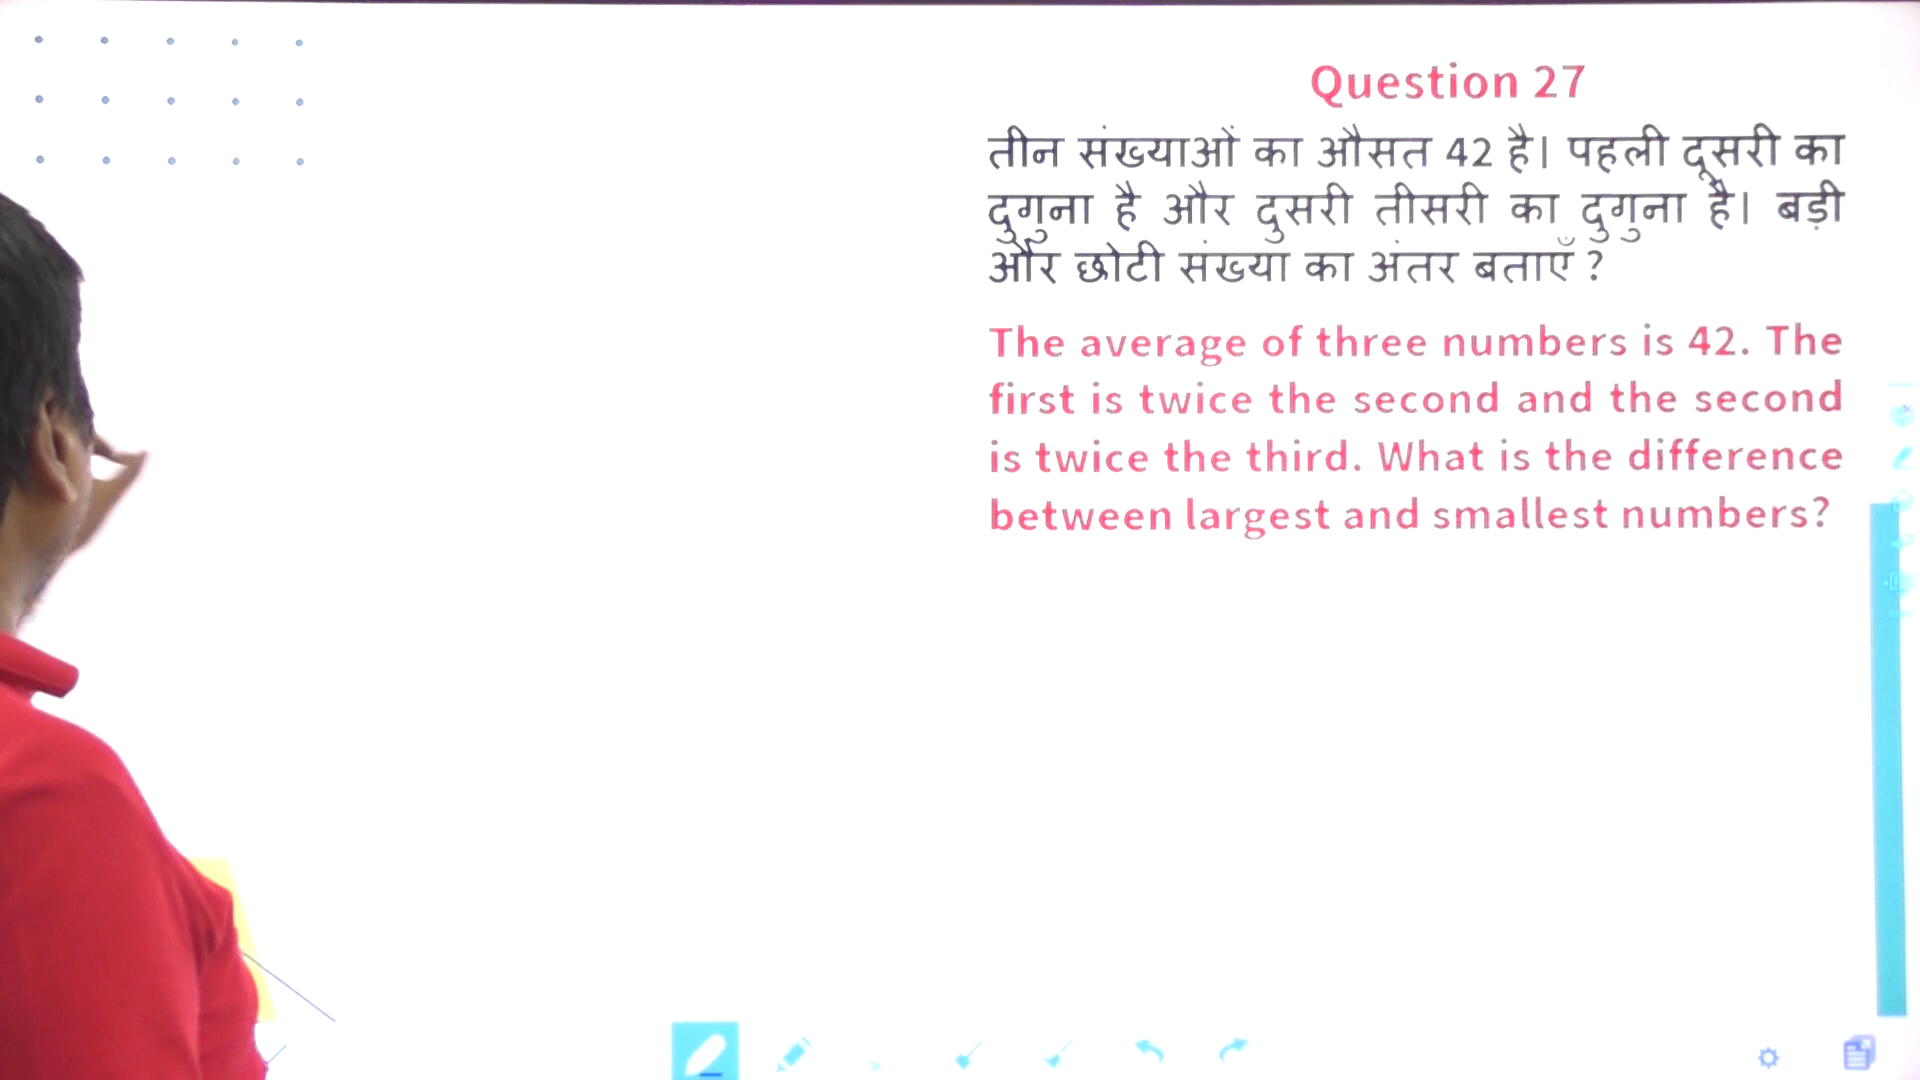 Question 27
तीन संख्याओं का औसत 42 है। पहली दूसरी का
दुगुना है और दुसरी तीसरी का दुगुना है। बड़ी
और छोटी संख्या का अंतर बताएँ ?
The average of three numbers is 42. The
first is twice the second and the second
is twice the third. What is the difference
between largest and smallest numbers?